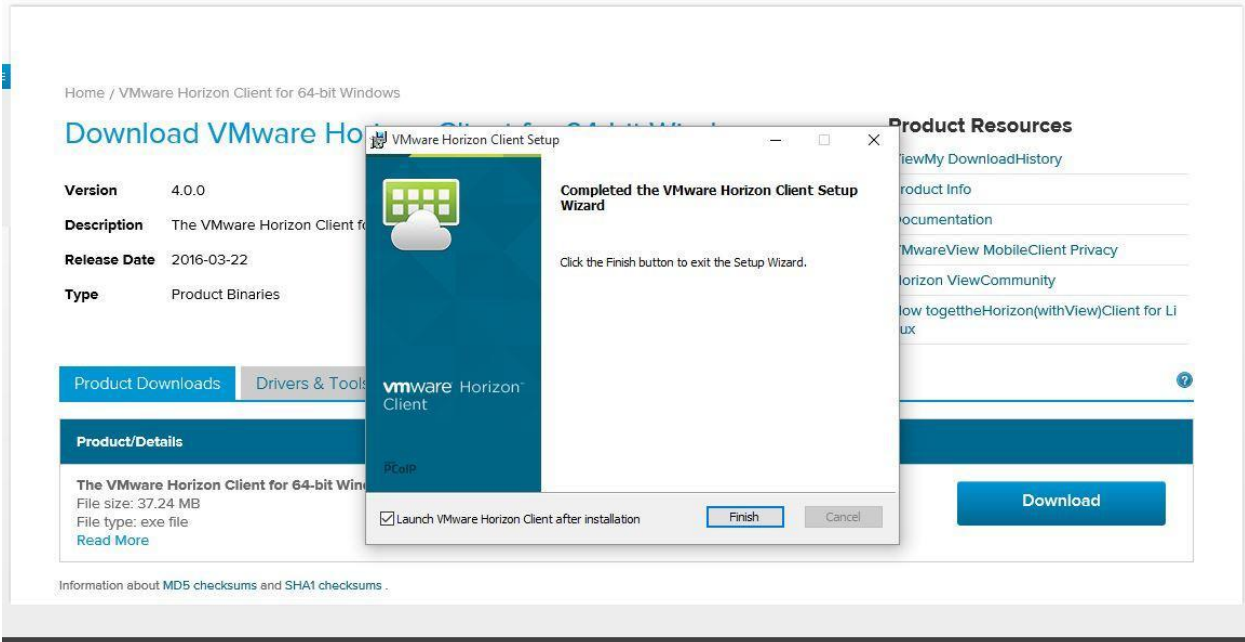 Home / VMware Horizon Client for 64-bit Windows
Download VMware Ho
Version 4.0.0
Description The VMware Horizon Client fo
Release Date 2016-03-22
Type Product Binaries
Product Downloads Drivers & Tools
Product/Details
The VMware Horizon Client for 64-bit Win
File size: 37.24 MB
File type: exe file
Read More
Information about MD5 checksums and SHA1 checksums .
VMware Horizon Client Setup
Completed the VMware Horizon Client Setup
Wizard
Click the Finish button to exit the Setup Wizard.
vmware Horizon™
Client
PCoIP
Launch VMware Horizon Client after installation
Finish
Cancel
Product Resources
iewMy DownloadHistory
roduct Info
ocumentation
MwareView MobileClient Privacy
orizon ViewCommunity
ow togettheHorizon(withView)Client for Li
ux
?
Download